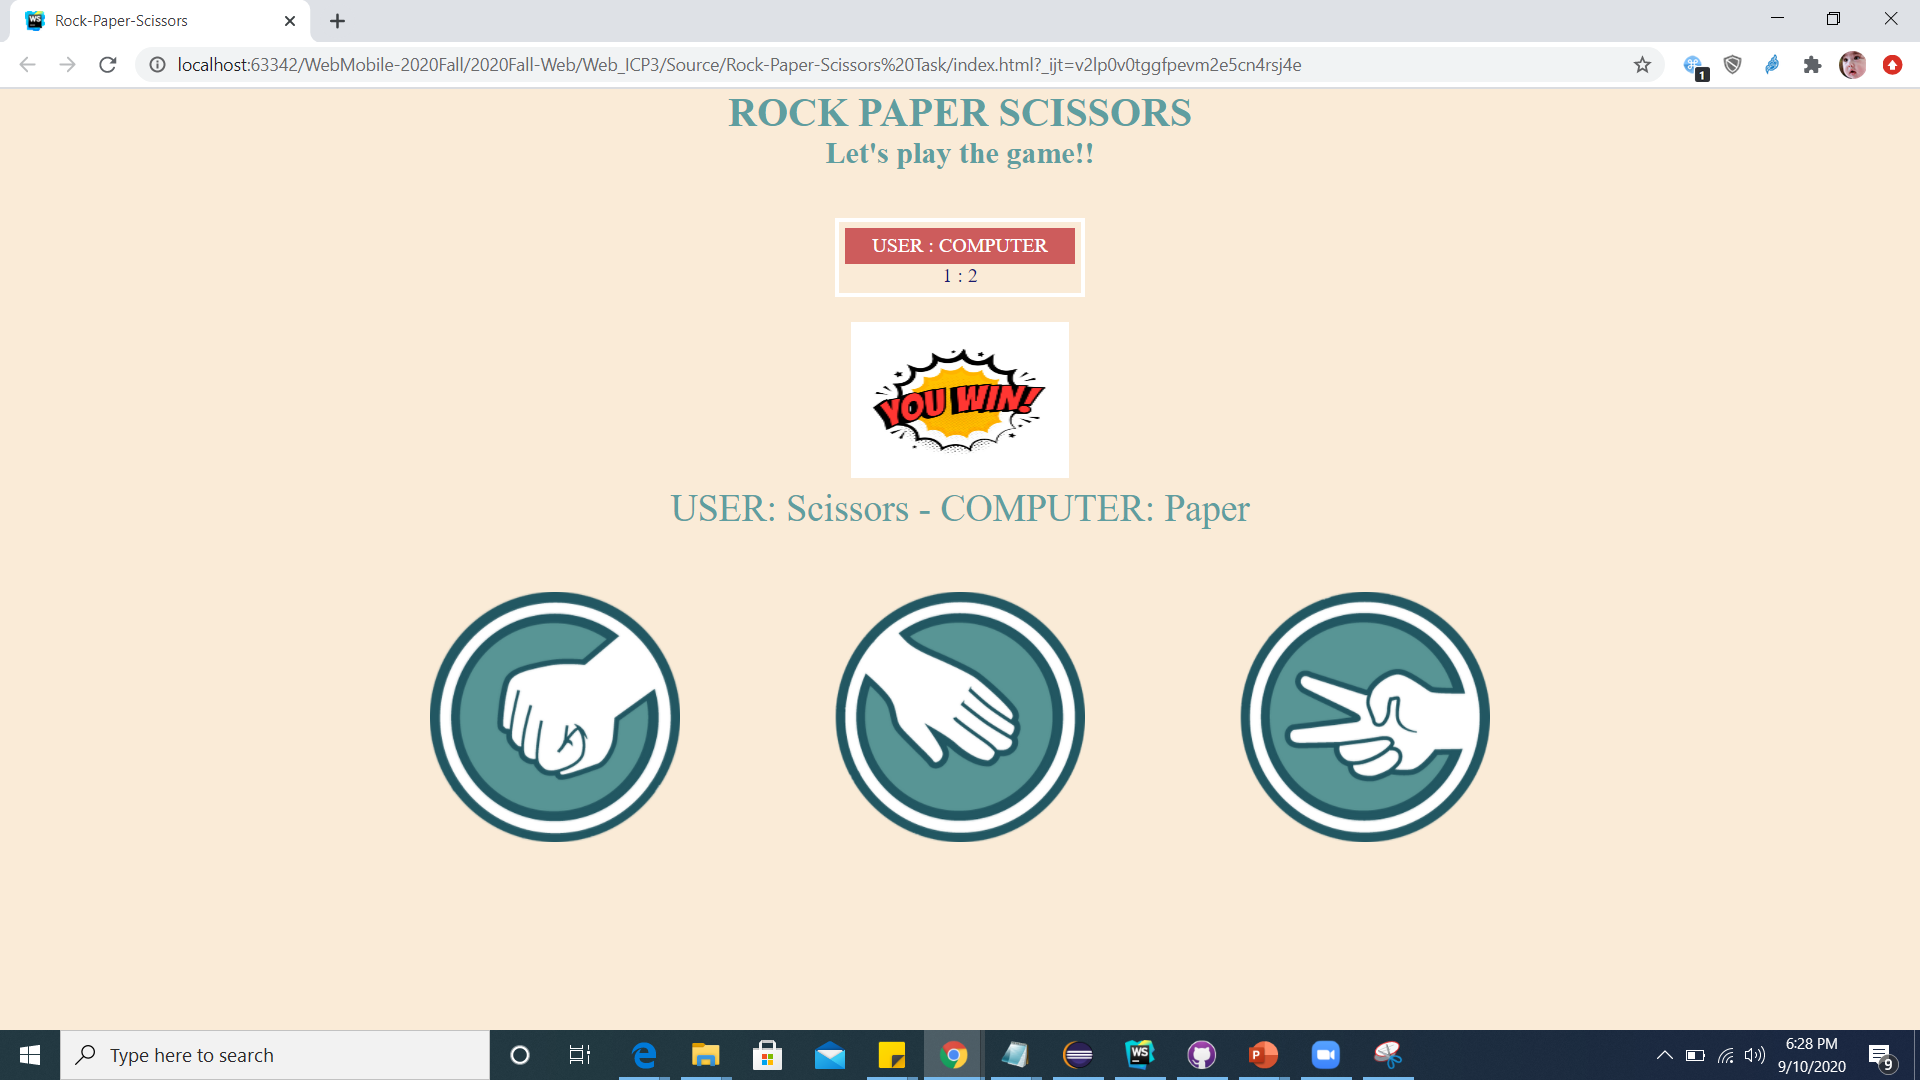 Rock-Paper-Scissors
localhost:63342/WebMobile-2020Fall/2020Fall-Web/Web_ICP3/Source/Rock-Paper-Scissors%20Task/index.html?_ijt=v2lp0v0tggfpevm2e5cn4rsj4e
1
ROCK PAPER SCISSORS
Let's play the game!!
USER : COMPUTER
1 : 2
YOU WIN!
USER: Scissors - COMPUTER: Paper
Type here to search
6:28 PM
9/10/2020
9